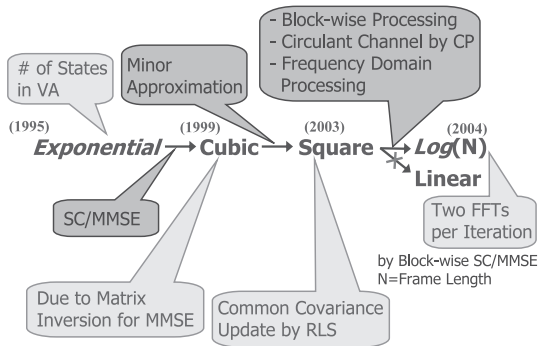 - Block-wise Processing
- Circulant Channel by CP
- Frequency Domain
Processing
# of States
in VA
Minor
Approximation
(1995)
(1999)
(2003)
(2004)
Exponential
Cubic
Square
Log(N)
Linear
SC/MMSE
Two FFTs
per Iteration
by Block-wise SC/MMSE
N=Frame Length
Due to Matrix
Inversion for MMSE
Common Covariance
Update by RLS